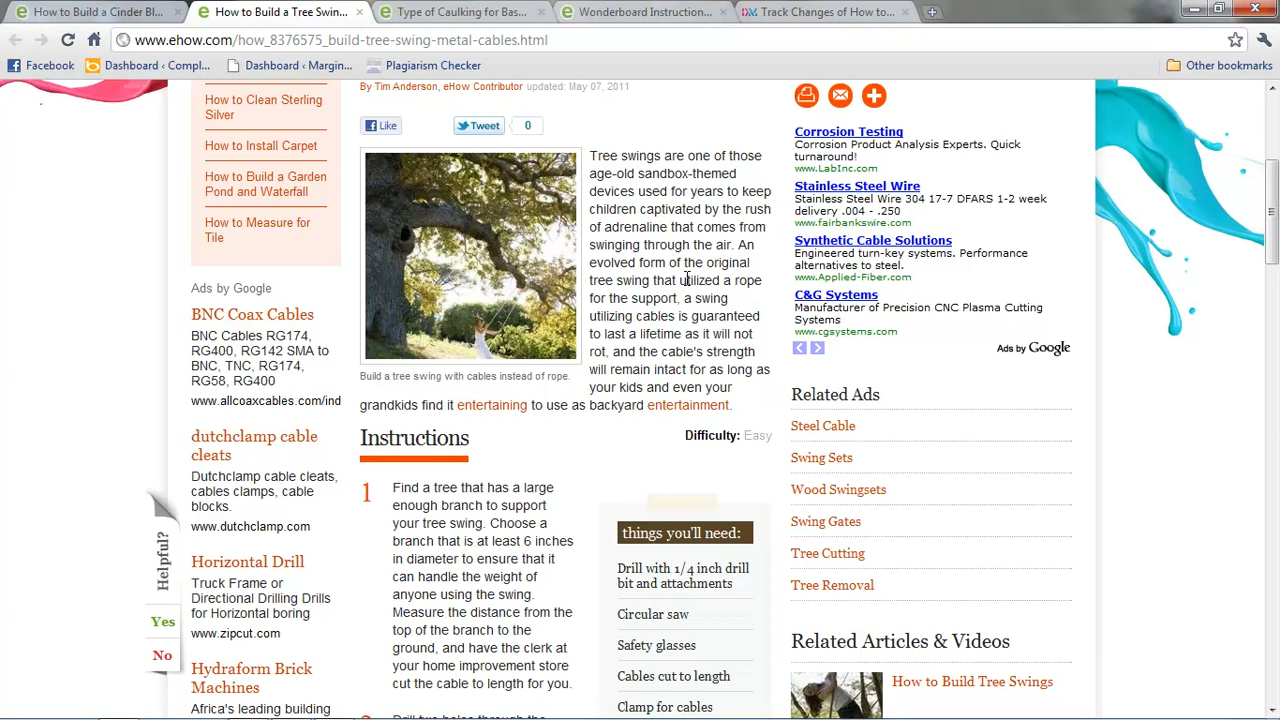 How to Build a Cinder Bl
How to Build a Tree Swin
Type of Caulking for Bas
Wonderboard Instruction
Track Changes of How to
www.ehow.com/how_8376575_build-tree-swing-metal-cables.html
Facebook
Dashboard ‹ Compl...
Dashboard ‹ Margin...
Plagiarism Checker
Other bookmarks
How to Clean Sterling
Silver
How to Install Carpet
How to Build a Garden
Pond and Waterfall
How to Measure for
Tile
Ads by Google
BNC Coax Cables
BNC Cables RG174,
RG400, RG142 SMA to
BNC, TNC, RG174,
RG58, RG400
www.allcoaxcables.com/ind
dutchclamp cable
cleats
Dutchclamp cable cleats,
cables clamps, cable
blocks.
www.dutchclamp.com
Horizontal Drill
Truck Frame or
Directional Drilling Drills
for Horizontal boring
www.zipcut.com
Hydraform Brick
Machines
Africa's leading building
Helpful?
Yes
No
By Tim Anderson, eHow Contributor updated: May 07, 2011
Like
Tweet
0
Tree swings are one of those
age-old sandbox-themed
devices used for years to keep
children captivated by the rush
of adrenaline that comes from
swinging through the air. An
evolved form of the original
tree swing that utilized a rope
for the support, a swing
utilizing cables is guaranteed
to last a lifetime as it will not
rot, and the cable's strength
will remain intact for as long as
your kids and even your
grandkids find it entertaining to use as backyard entertainment.
Build a tree swing with cables instead of rope.
Instructions
Difficulty: Easy
1
Find a tree that has a large
enough branch to support
your tree swing. Choose a
branch that is at least 6 inches
in diameter to ensure that it
can handle the weight of
anyone using the swing.
Measure the distance from the
top of the branch to the
ground, and have the clerk at
your home improvement store
cut the cable to length for you.
Drill two holes through the
things you'll need:
Drill with 1/4 inch drill
bit and attachments
Circular saw
Safety glasses
Cables cut to length
Clamp for cables
Corrosion Testing
Corrosion Product Analysis Experts. Quick
turnaround!
www.LabInc.com
Stainless Steel Wire
Stainless Steel Wire 304 17-7 DFARS 1-2 week
delivery .004 - .250
www.fairbankswire.com
Synthetic Cable Solutions
Engineered turn-key systems. Performance
alternatives to steel.
www.Applied-Fiber.com
C&G Systems
Manufacturer of Precision CNC Plasma Cutting
Systems
www.cgsystems.com
Ads by Google
Related Ads
Steel Cable
Swing Sets
Wood Swingsets
Swing Gates
Tree Cutting
Tree Removal
Related Articles & Videos
How to Build Tree Swings